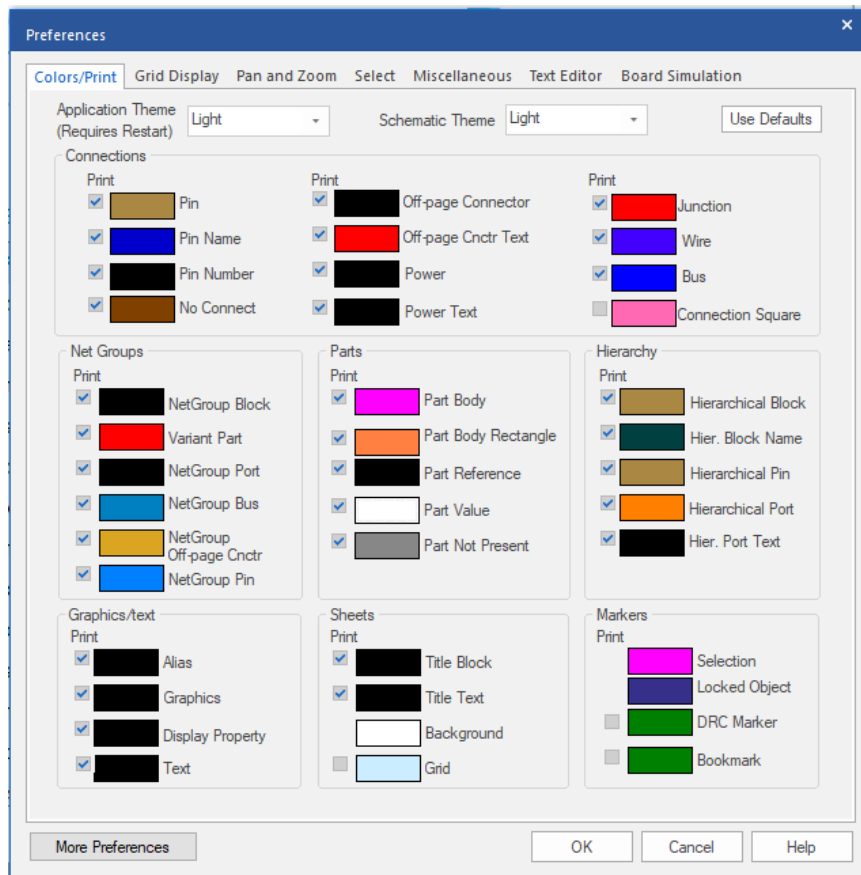 Preferences
Colors/Print Grid Display Pan and Zoom Select Miscellaneous Text Editor Board Simulation
Application Theme
(Requires Restart)
Light
Schematic Theme
Light
Use Defaults
Connections
Print
Pin
Pin Name
Pin Number
No Connect
Print
Off-page Connector
Off-page Cnctr Text
Power
Power Text
Print
Junction
Wire
Bus
Connection Square
Net Groups
Print
NetGroup Block
Variant Part
NetGroup Port
NetGroup Bus
NetGroup
Off-page Cnctr
NetGroup Pin
Parts
Print
Part Body
Part Body Rectangle
Part Reference
Part Value
Part Not Present
Hierarchy
Print
Hierarchical Block
Hier. Block Name
Hierarchical Pin
Hierarchical Port
Hier. Port Text
Graphics/text
Print
Alias
Graphics
Display Property
Text
Sheets
Print
Title Block
Title Text
Background
Grid
Markers
Print
Selection
Locked Object
DRC Marker
Bookmark
More Preferences
OK
Cancel
Help